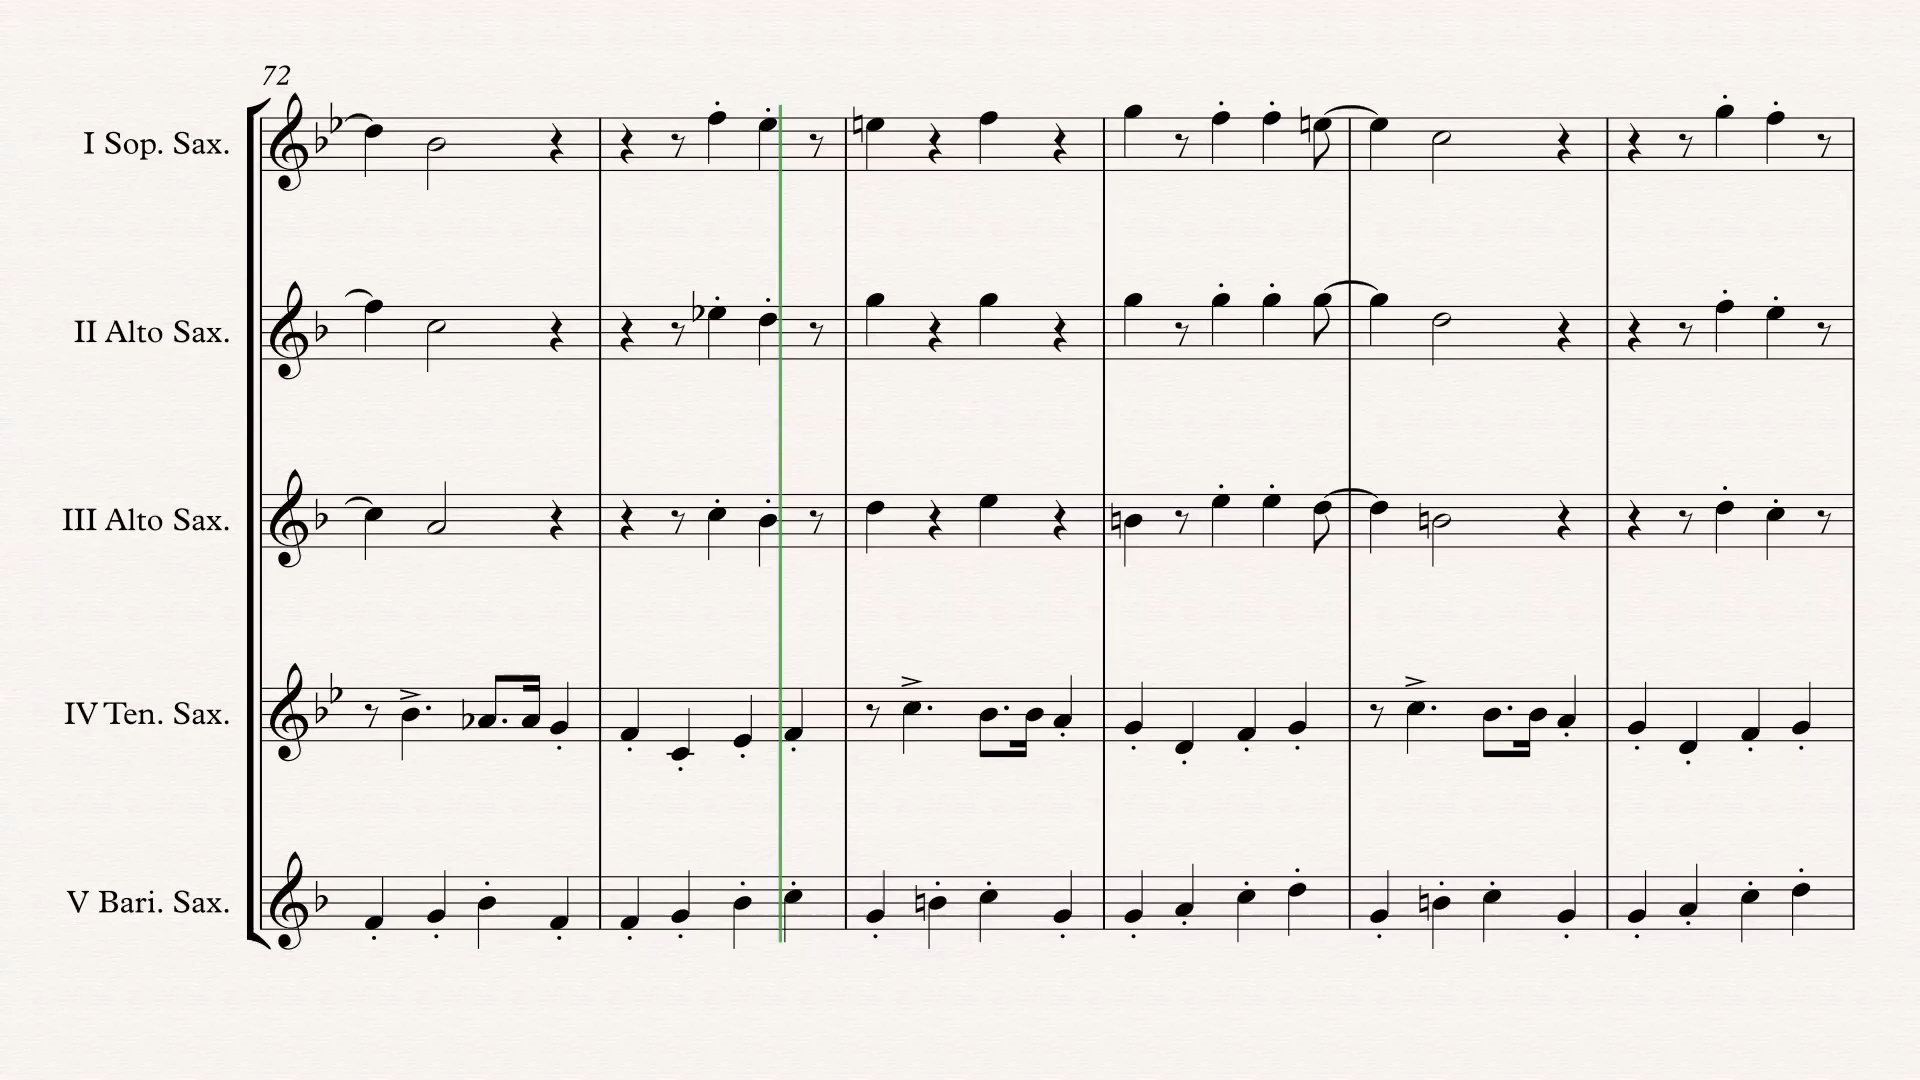 72
I Sop. Sax.
II Alto Sax.
III Alto Sax.
IV Ten. Sax.
V Bari. Sax.